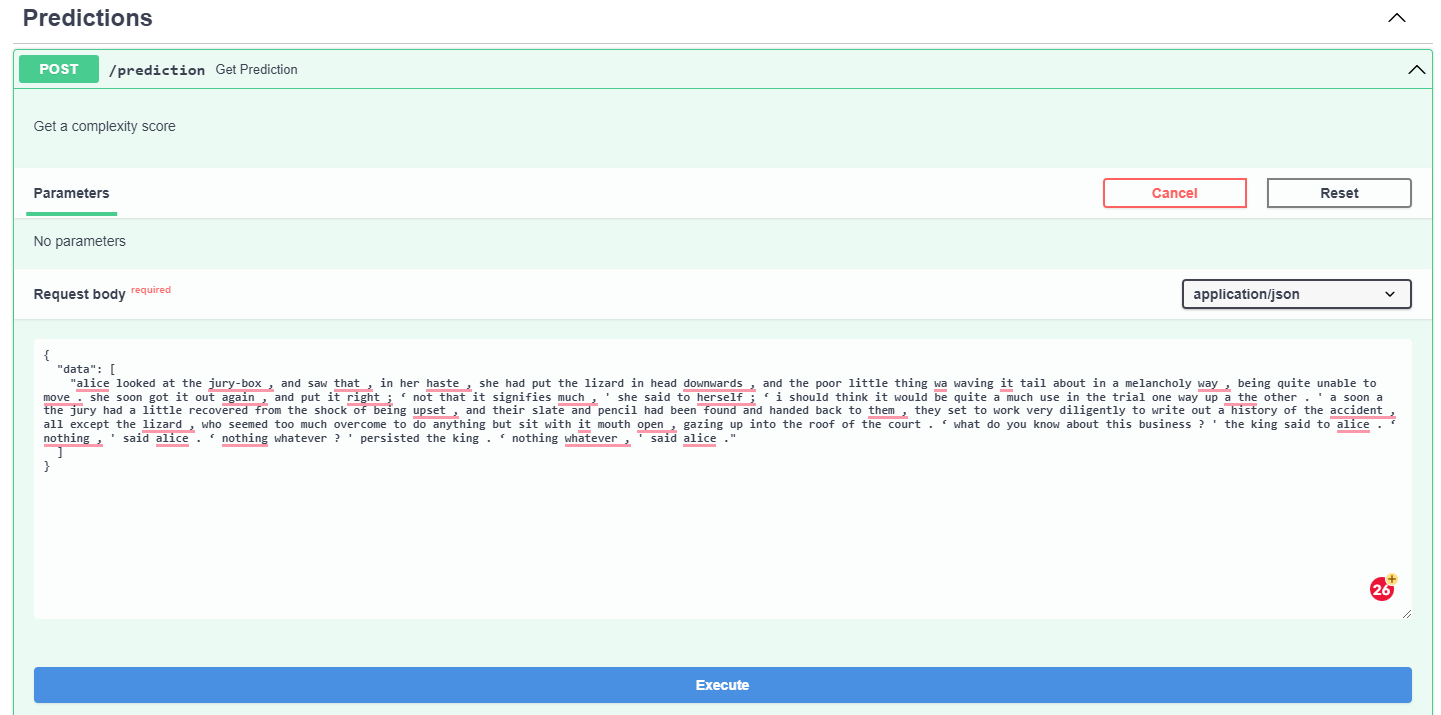 Predictions
POST /prediction Get Prediction
Get a complexity score
Parameters Cancel Reset
No parameters
Request body required application/json
{
"data": [
"alice looked at the jury-box , and saw that , in her haste , she had put the lizard in head downwards , and the poor little thing wa waving it tail about in a melancholy way , being quite unable to
move . she soon got it out again , and put it right ; ‘ not that it signifies much , ' she said to herself ; ‘ i should think it would be quite a much use in the trial one way up a the other . ' a soon a
the jury had a little recovered from the shock of being upset , and their slate and pencil had been found and handed back to them , they set to work very diligently to write out a history of the accident ,
all except the lizard , who seemed too much overcome to do anything but sit with it mouth open , gazing up into the roof of the court . ‘ what do you know about this business ? ' the king said to alice . ‘
nothing , ' said alice . ‘ nothing whatever ? ' persisted the king . ‘ nothing whatever , ' said alice ."
]
}
26
Execute